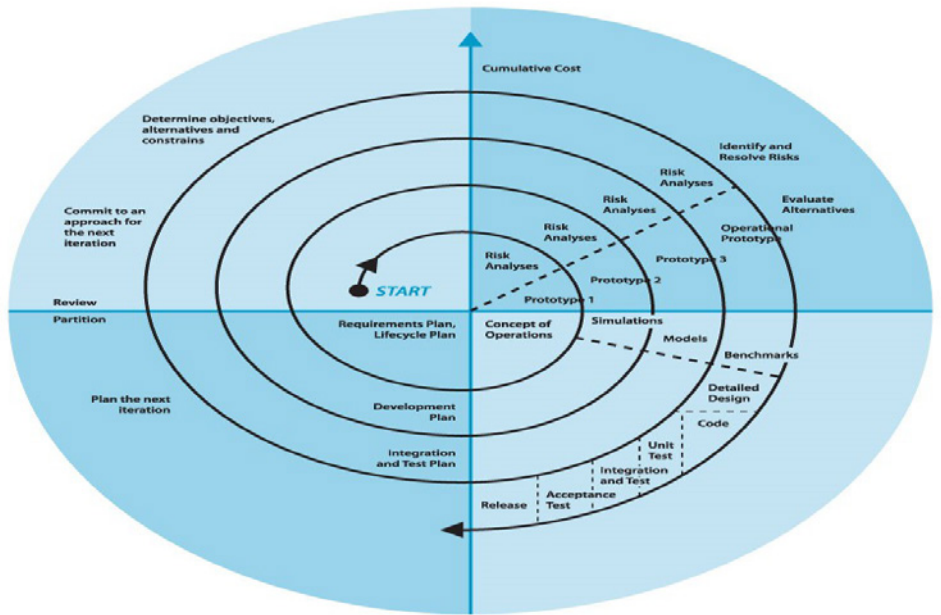 Cumulative Cost
Determine objectives,
alternatives and
constrains
Identify and
Resolve Risks
Risk
Analyses
Evaluate
Alternatives
Commit to an
approach for
the next
iteration
Risk
Analyses
Operational
Prototype
Risk
Analyses
Prototype 3
Risk
Analyses
Prototype 2
START
Prototype 1
Review
Partition
Requirements Plan,
Lifecycle Plan
Concept of
Operations
Simulations
Models
Benchmarks
Plan the next
iteration
Detailed
Design
Development
Plan
Code
Unit
Test
Integration
and Test Plan
Integration
and Test
Acceptance
Test
Release